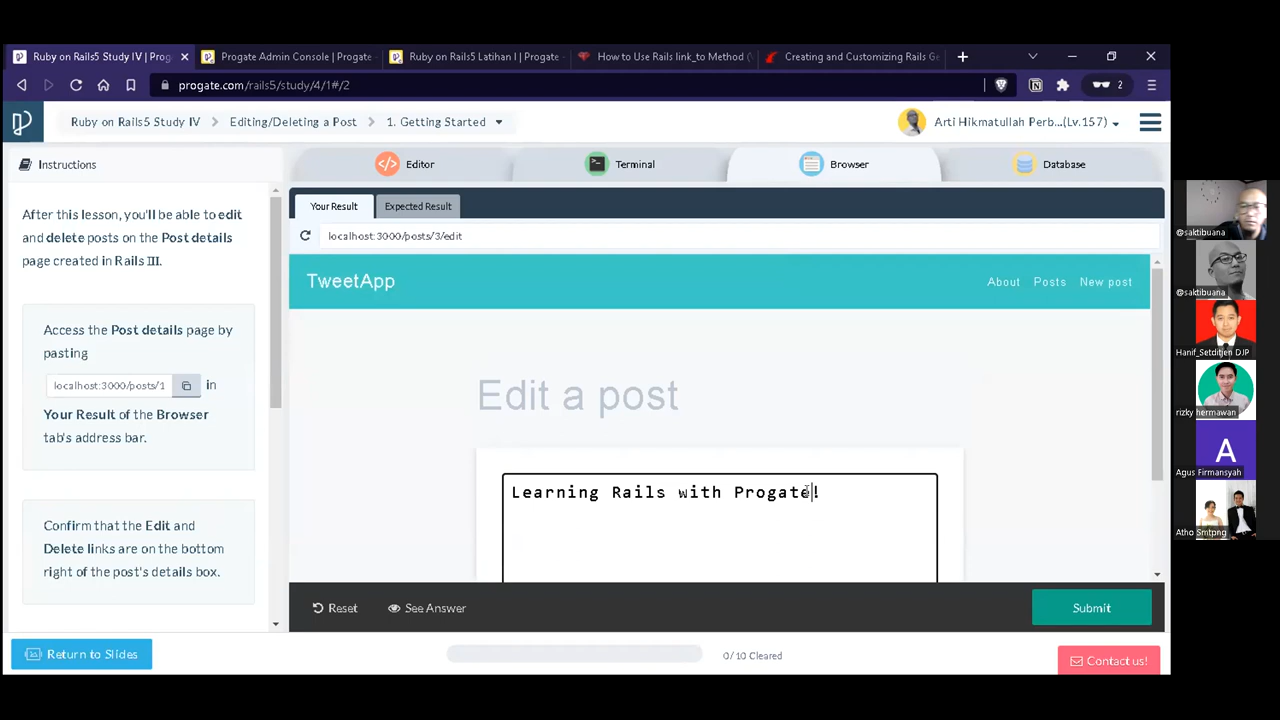 Ruby on Rails5 Study IV | Prog
Progate Admin Console | Progate
Ruby on Rails5 Latihan I | Progate
How to Use Rails link_to Method (
Creating and Customizing Rails Ge
progate.com/rails5/study/4/1#/2
2
Ruby on Rails5 Study IV
Editing/Deleting a Post
1. Getting Started
Arti Hikmatullah Perb...(Lv.157)
Instructions
Editor
Terminal
Browser
Database
After this lesson, you'll be able to edit
and delete posts on the Post details
page created in Rails III.
Access the Post details page by
pasting
localhost:3000/posts/1 in
Your Result of the Browser
tab's address bar.
Confirm that the Edit and
Delete links are on the bottom
right of the post's details box.
Your Result
Expected Result
localhost:3000/posts/3/edit
TweetApp
About
Posts
New post
Edit a post
Learning Rails with Progate!
Reset
See Answer
Submit
Return to Slides
0/10 Cleared
Contact us!
@saktibuana
@saktibuana
Hanif_Setditjen DJP
rizky hermawan
A
Agus Firmansyah
Atho Smtpng